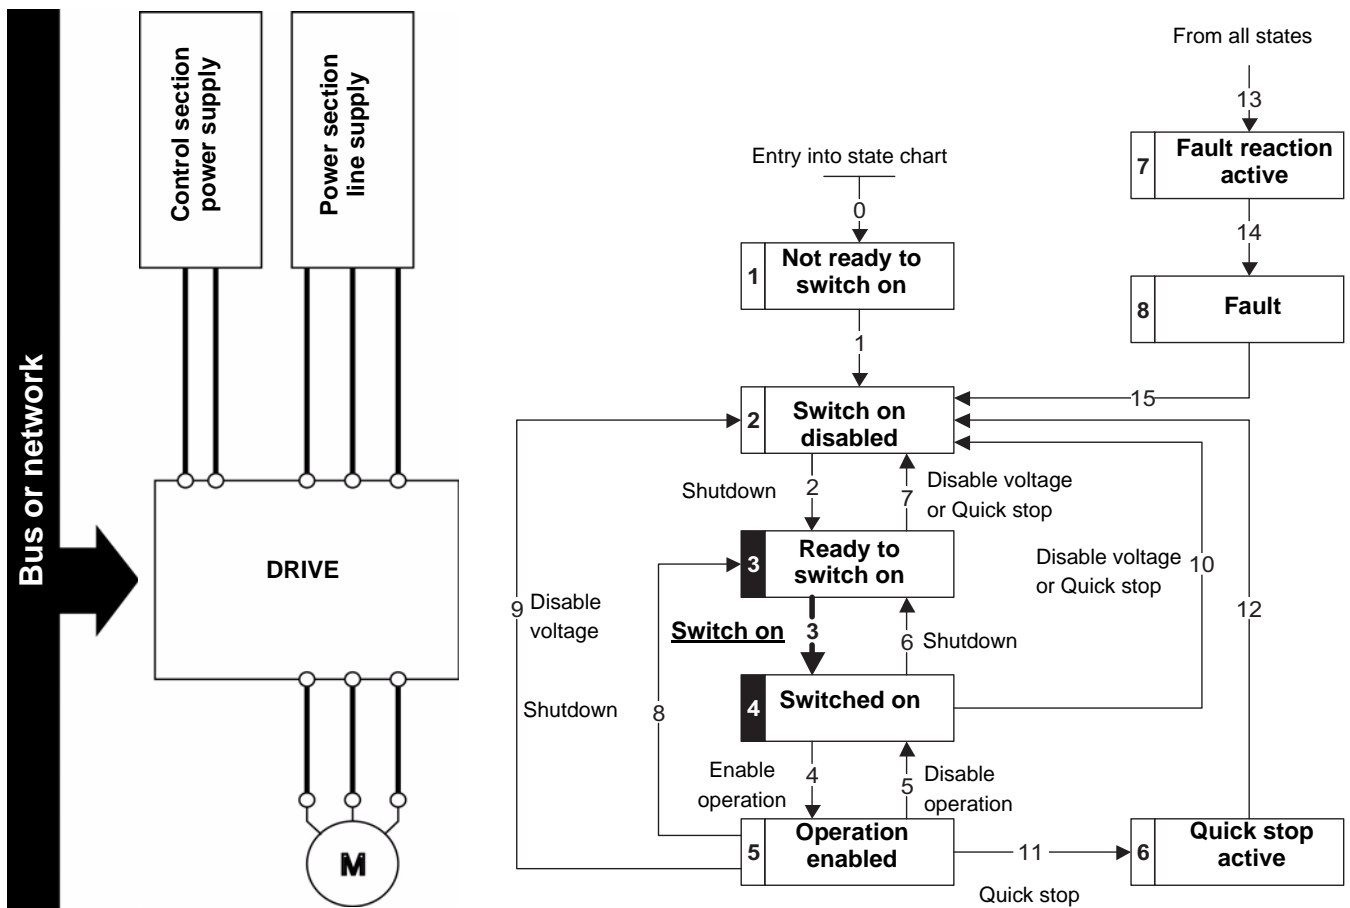 Bus or network
Control section
power supply
Power section
line supply
DRIVE
M
From all states
13
7
Fault reaction
active
14
8
Fault
15
Entry into state chart
0
1
Not ready to
switch on
1
2
Switch on
disabled
Shutdown
2
7
Disable voltage
or Quick stop
3
Ready to
switch on
Disable voltage
or Quick stop
10
12
9
Disable
voltage
Switch on
3
6
Shutdown
4
Switched on
Shutdown
8
Enable
operation
4
5
Disable
operation
5
Operation
enabled
11
Quick stop
6
Quick stop
active